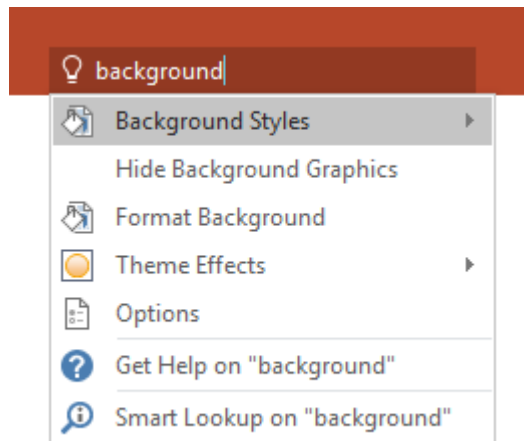 background
Background Styles
Hide Background Graphics
Format Background
Theme Effects
Options
Get Help on "background"
Smart Lookup on "background"